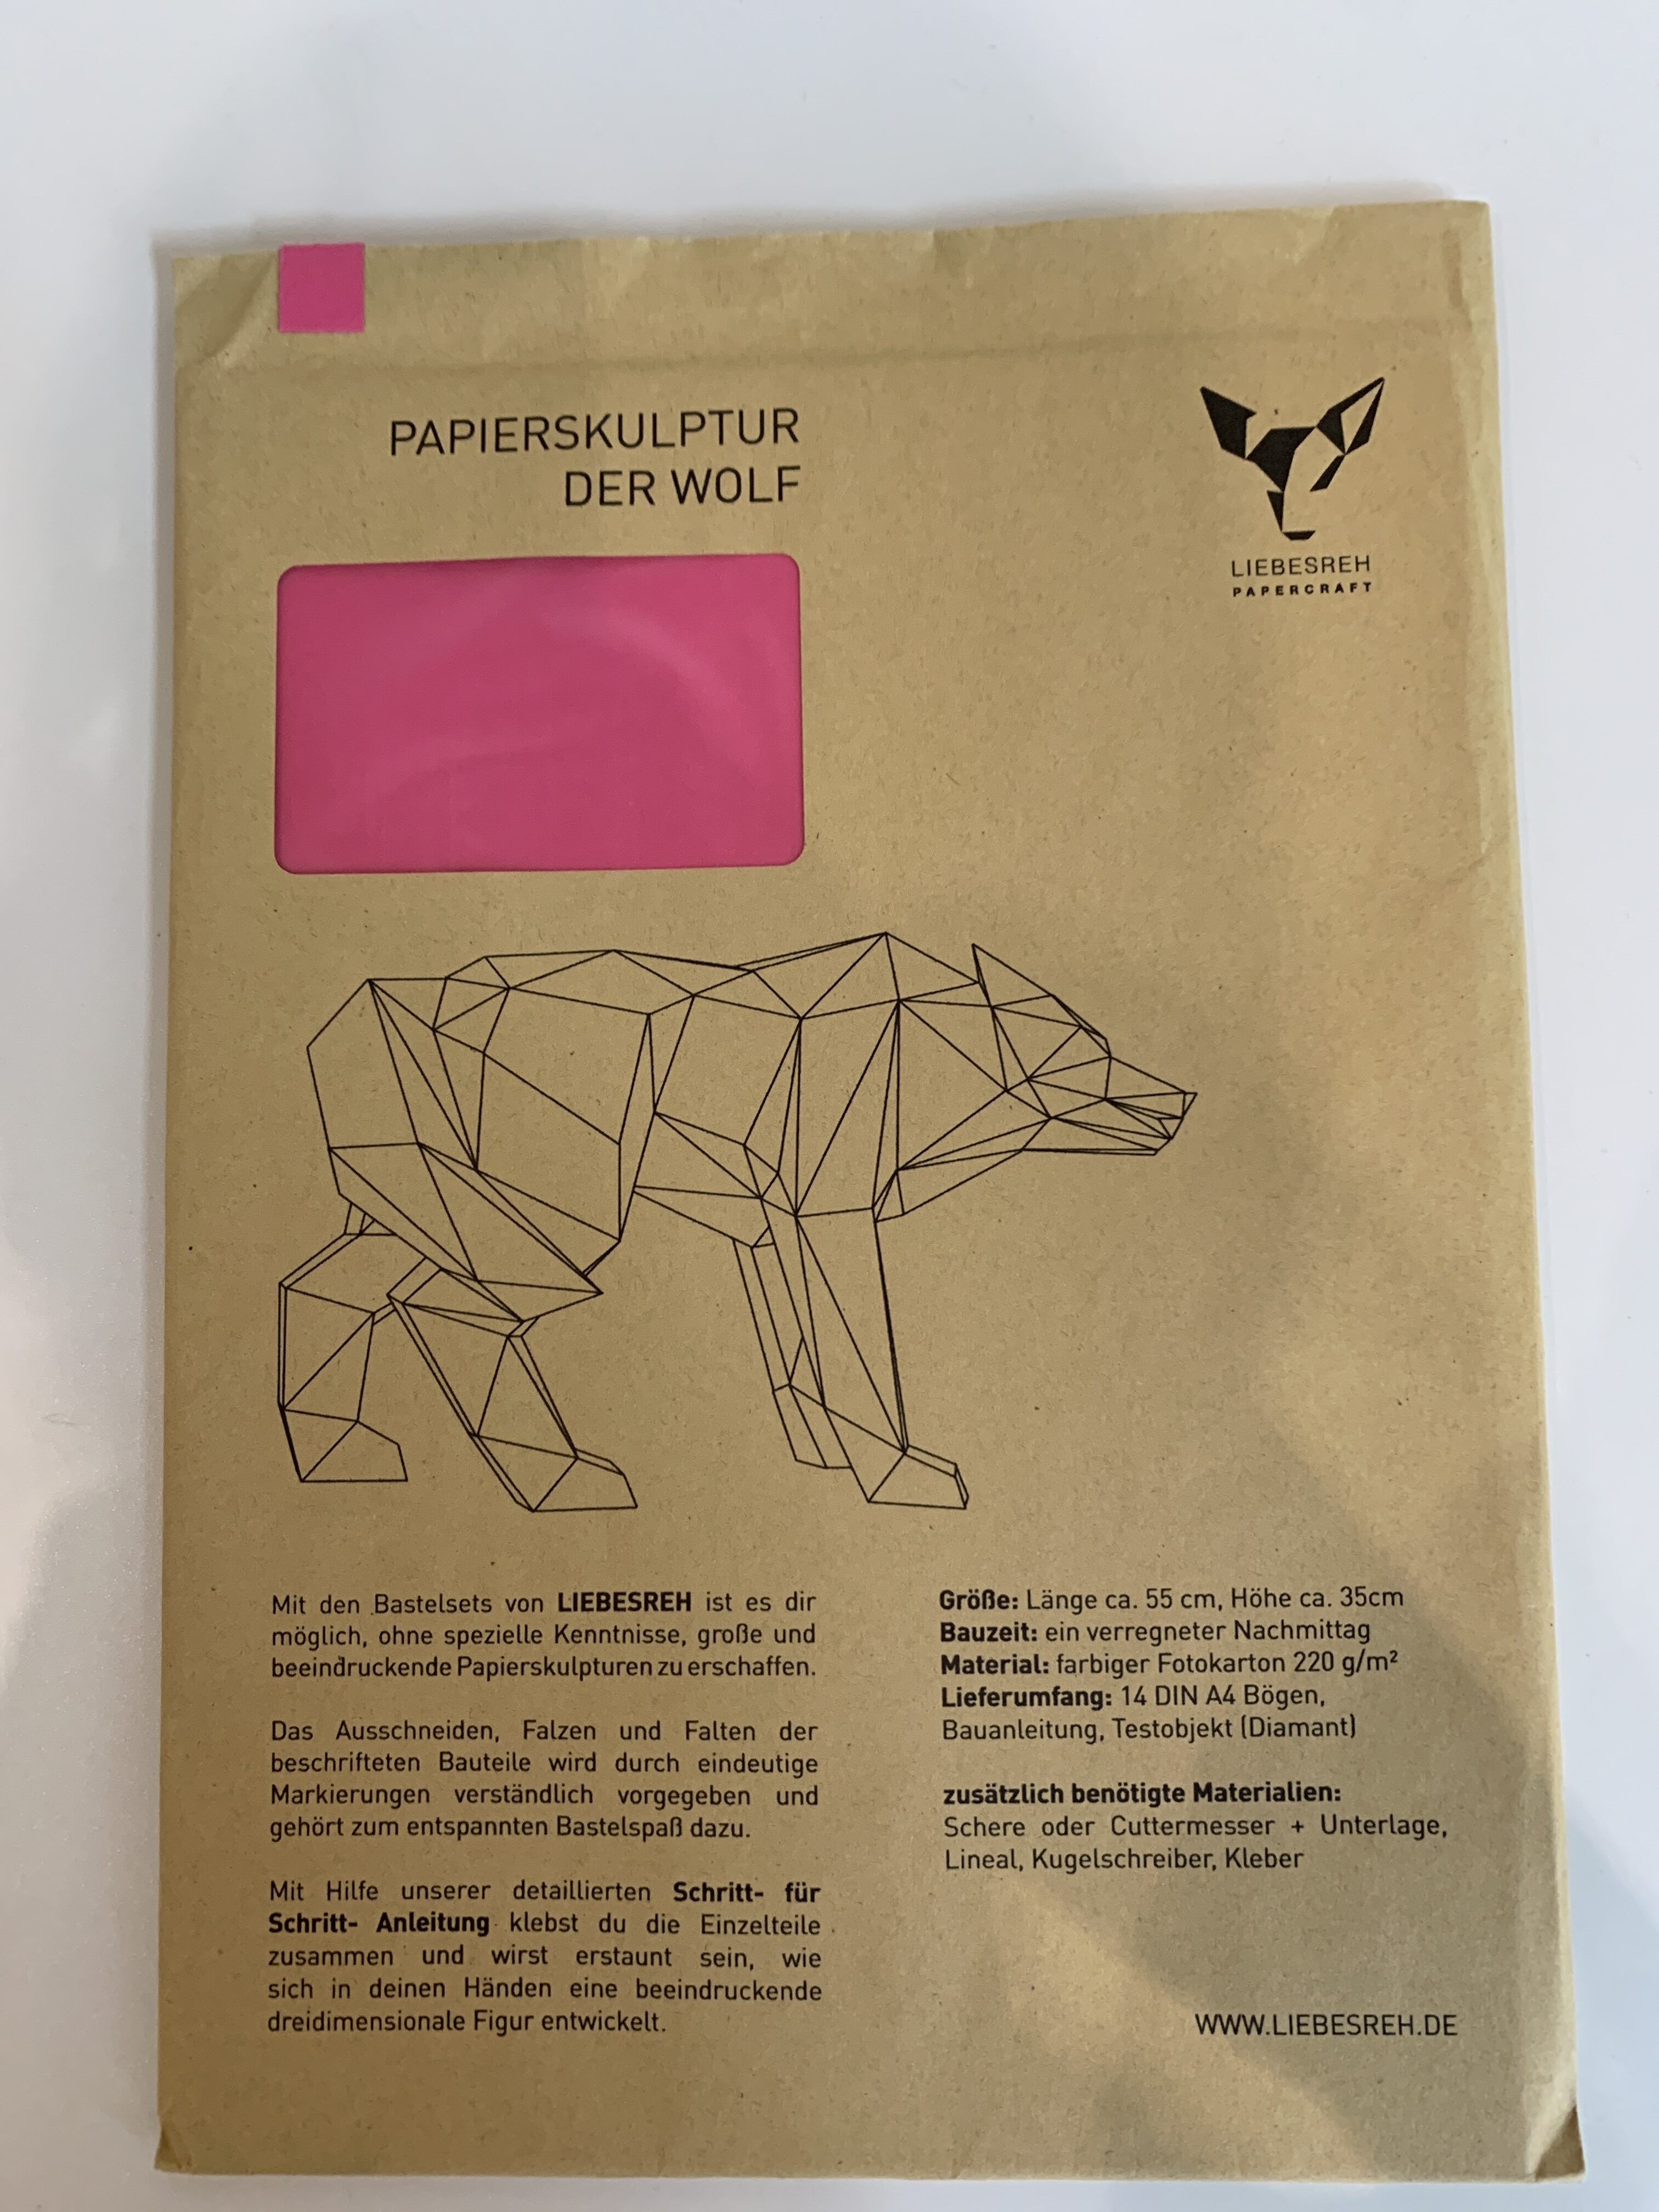 PAPIERSKULPTUR
DER WOLF
LIEBESREH
PAPERCRAFT
Mit den Bastelsets von LIEBESREH ist es dir
möglich, ohne spezielle Kenntnisse, große und
beeindruckende Papierskulpturen zu erschaffen.
Das Ausschneiden, Falzen und Falten der
beschrifteten Bauteile wird durch eindeutige
Markierungen verständlich vorgegeben und
gehört zum entspannten Bastelspaß dazu.
Mit Hilfe unserer detaillierten Schritt- für
Schritt- Anleitung klebst du die Einzelteile
zusammen und wirst erstaunt sein, wie
sich in deinen Händen eine beeindruckende
dreidimensionale Figur entwickelt.
Größe: Länge ca. 55 cm, Höhe ca. 35cm
Bauzeit: ein verregneter Nachmittag
Material: farbiger Fotokarton 220 g/m²
Lieferumfang: 14 DIN A4 Bögen,
Bauanleitung, Testobjekt (Diamant)
zusätzlich benötigte Materialien:
Schere oder Cuttermesser + Unterlage,
Lineal, Kugelschreiber, Kleber
WWW.LIEBESREH.DE